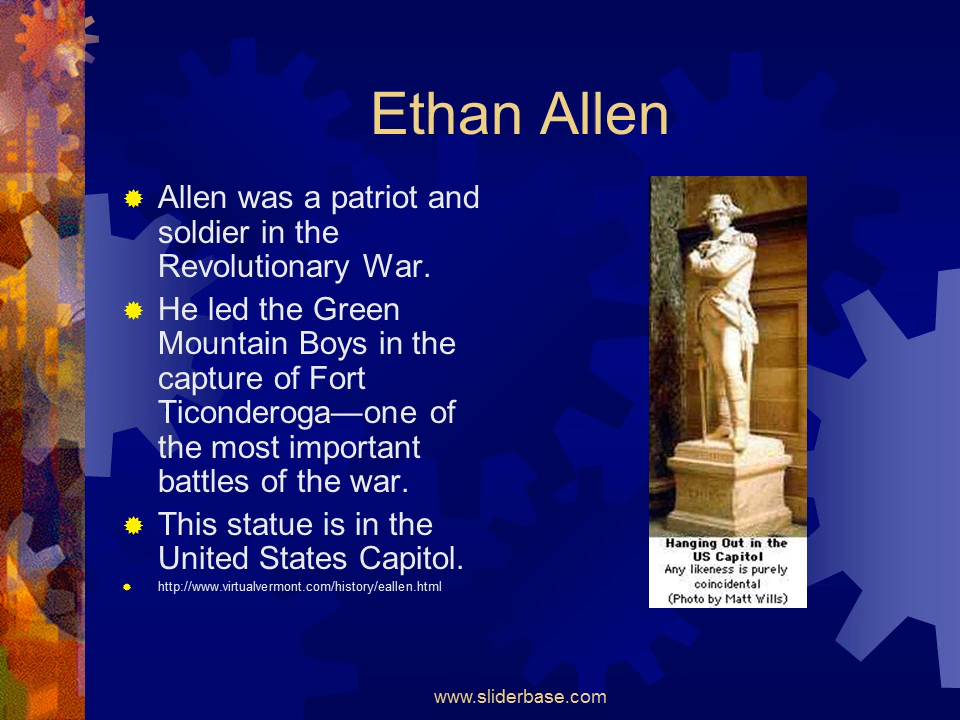 Ethan Allen
Allen was a patriot and
soldier in the
Revolutionary War.
He led the Green
Mountain Boys in the
capture of Fort
Ticonderoga—one of
the most important
battles of the war.
This statue is in the
United States Capitol.
http://www.virtualvermont.com/history/eallen.html
Hanging Out in the
US Capitol
Any likeness is purely
coincidental
(Photo by Matt Wills)
www.sliderbase.com